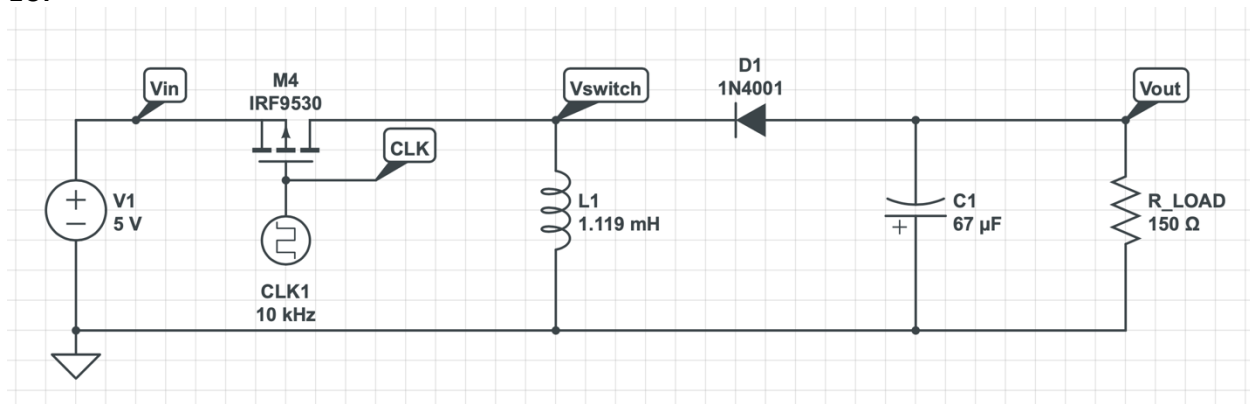 Vin
M4
IRF9530
Vswitch
D1
1N4001
Vout
CLK
V1
5 V
L1
1.119 mH
C1
67 µF
R_LOAD
150 Ω
CLK1
10 kHz